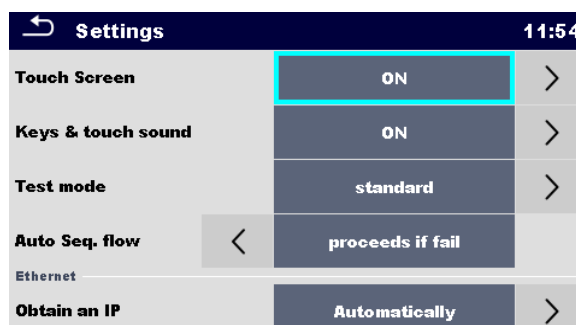 Settings 11:54
Touch Screen ON
Keys & touch sound ON
Test mode standard
Auto Seq. flow proceeds if fail
Ethernet
Obtain an IP Automatically